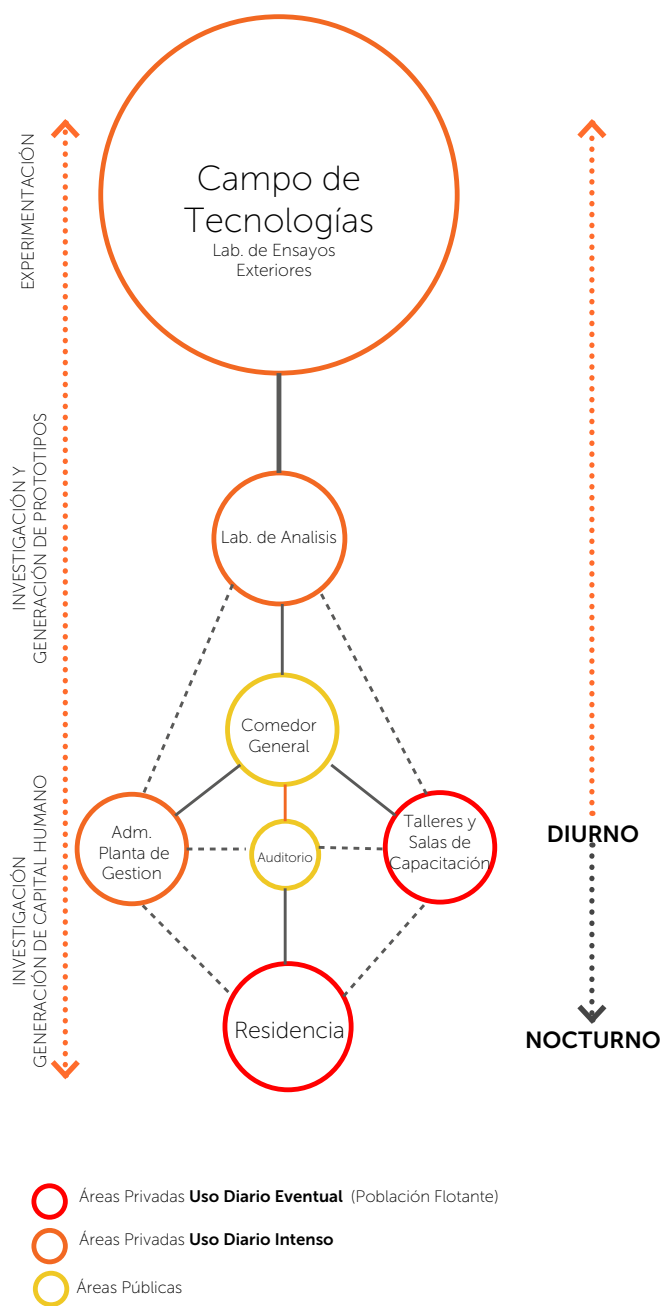 EXPERIMENTACIÓN
Campo de
Tecnologías
Lab. de Ensayos
Exteriores
INVESTIGACIÓN Y
GENERACIÓN DE PROTOTIPOS
Lab. de Analisis
Comedor
General
INVESTIGACIÓN
GENERACIÓN DE CAPITAL HUMANO
Adm.
Planta de
Gestion
Auditorio
Talleres y
Salas de
Capacitación
DIURNO
Residencia
NOCTURNO
Áreas Privadas Uso Diario Eventual (Población Flotante)
Áreas Privadas Uso Diario Intenso
Áreas Públicas